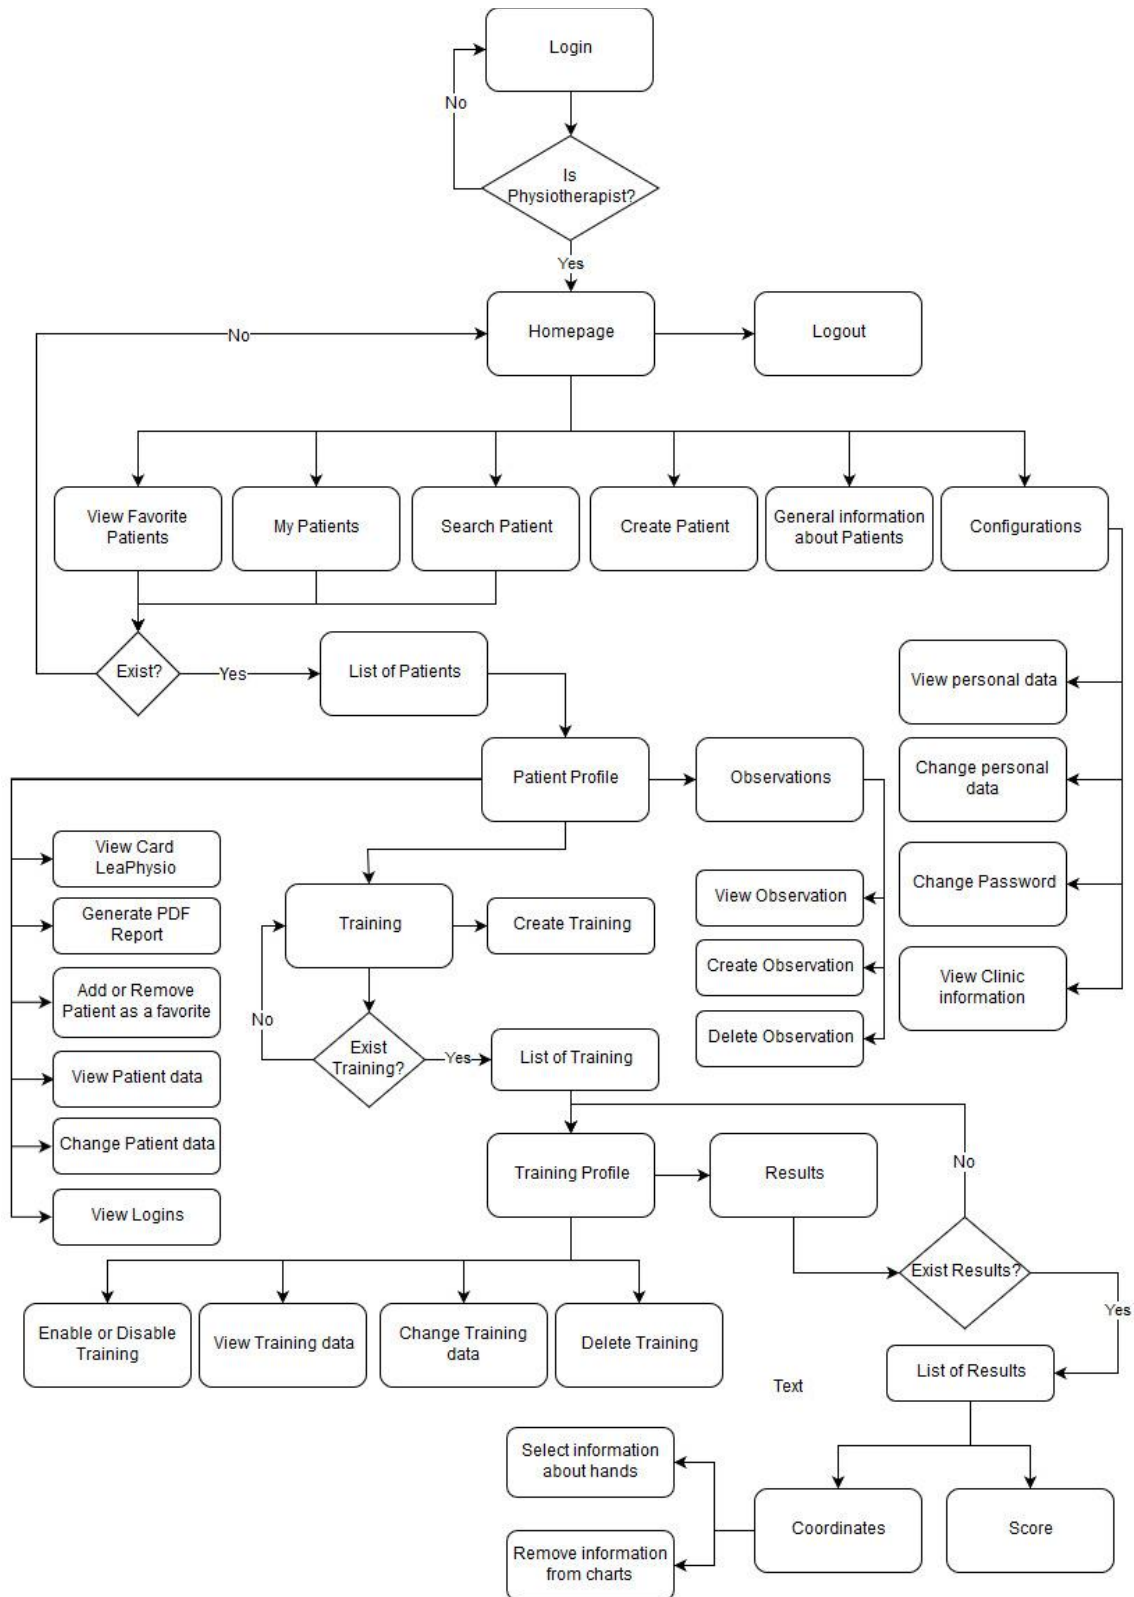 Login
No
Is
Physiotherapist?
Yes
No
Homepage
Logout
View Favorite
Patients
My Patients
Search Patient
Create Patient
General information
about Patients
Configurations
Exist?
Yes
List of Patients
View personal data
Patient Profile
Observations
Change personal
data
View Card
LeaPhysio
Change Password
View Observation
Generate PDF
Report
Training
Create Training
Create Observation
View Clinic
information
Add or Remove
Patient as a favorite
No
Delete Observation
Exist
Training?
Yes
List of Training
View Patient data
Change Patient data
No
Training Profile
Results
View Logins
Exist Results?
Yes
Enable or Disable
Training
View Training data
Change Training
data
Delete Training
List of Results
Text
Select information
about hands
Coordinates
Score
Remove information
from charts